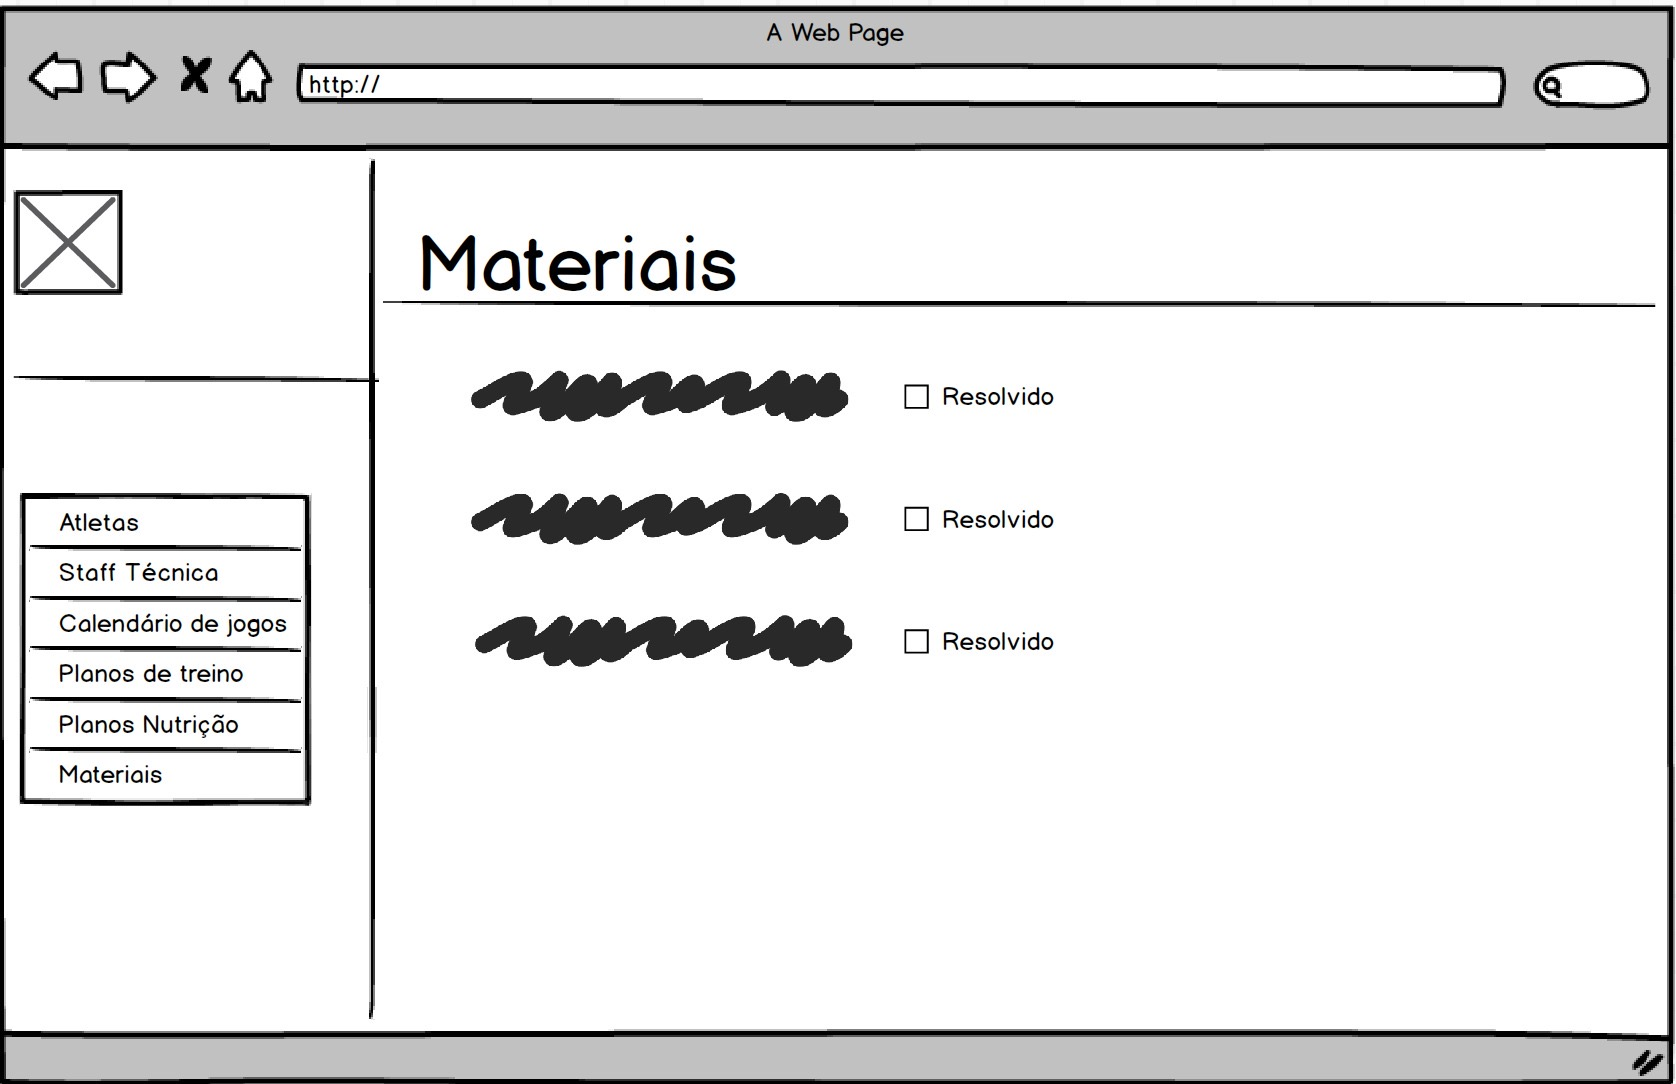 A Web Page
http://
Materiais
Resolvido
Resolvido
Resolvido
Atletas
Staff Técnica
Calendário de jogos
Planos de treino
Planos Nutrição
Materiais